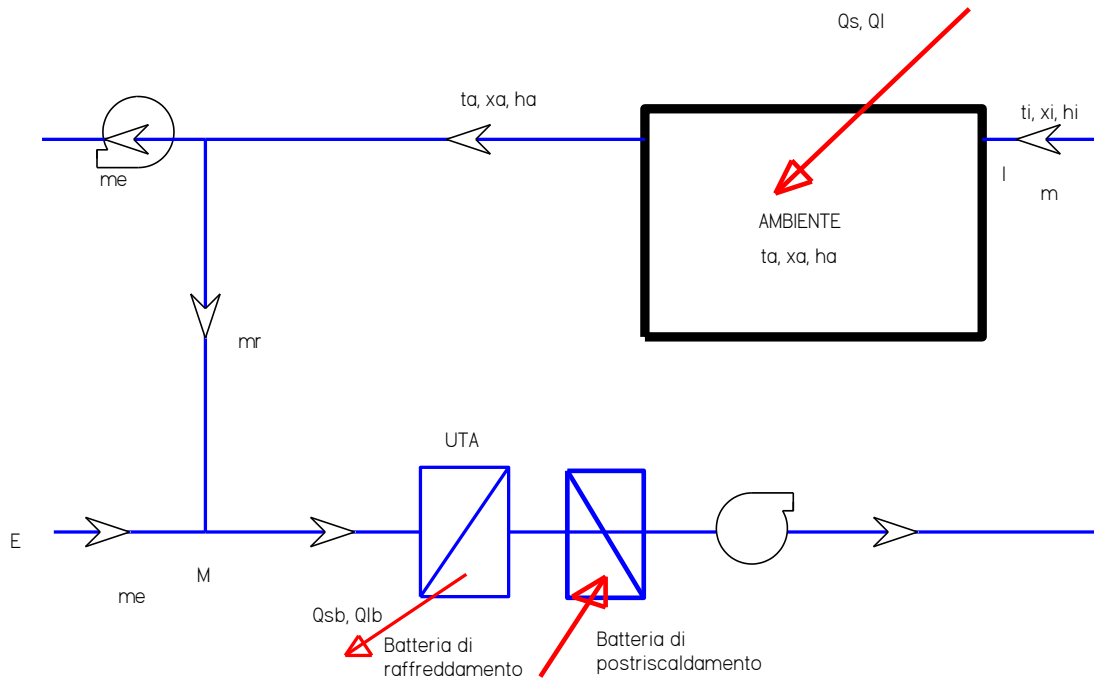 Qs, Ql
ta, xa, ha
ti, xi, hi
me
I
m
AMBIENTE
ta, xa, ha
mr
UTA
E
M
me
Qsb, Qlb
Batteria di
raffreddamento
Batteria di
postriscaldamento